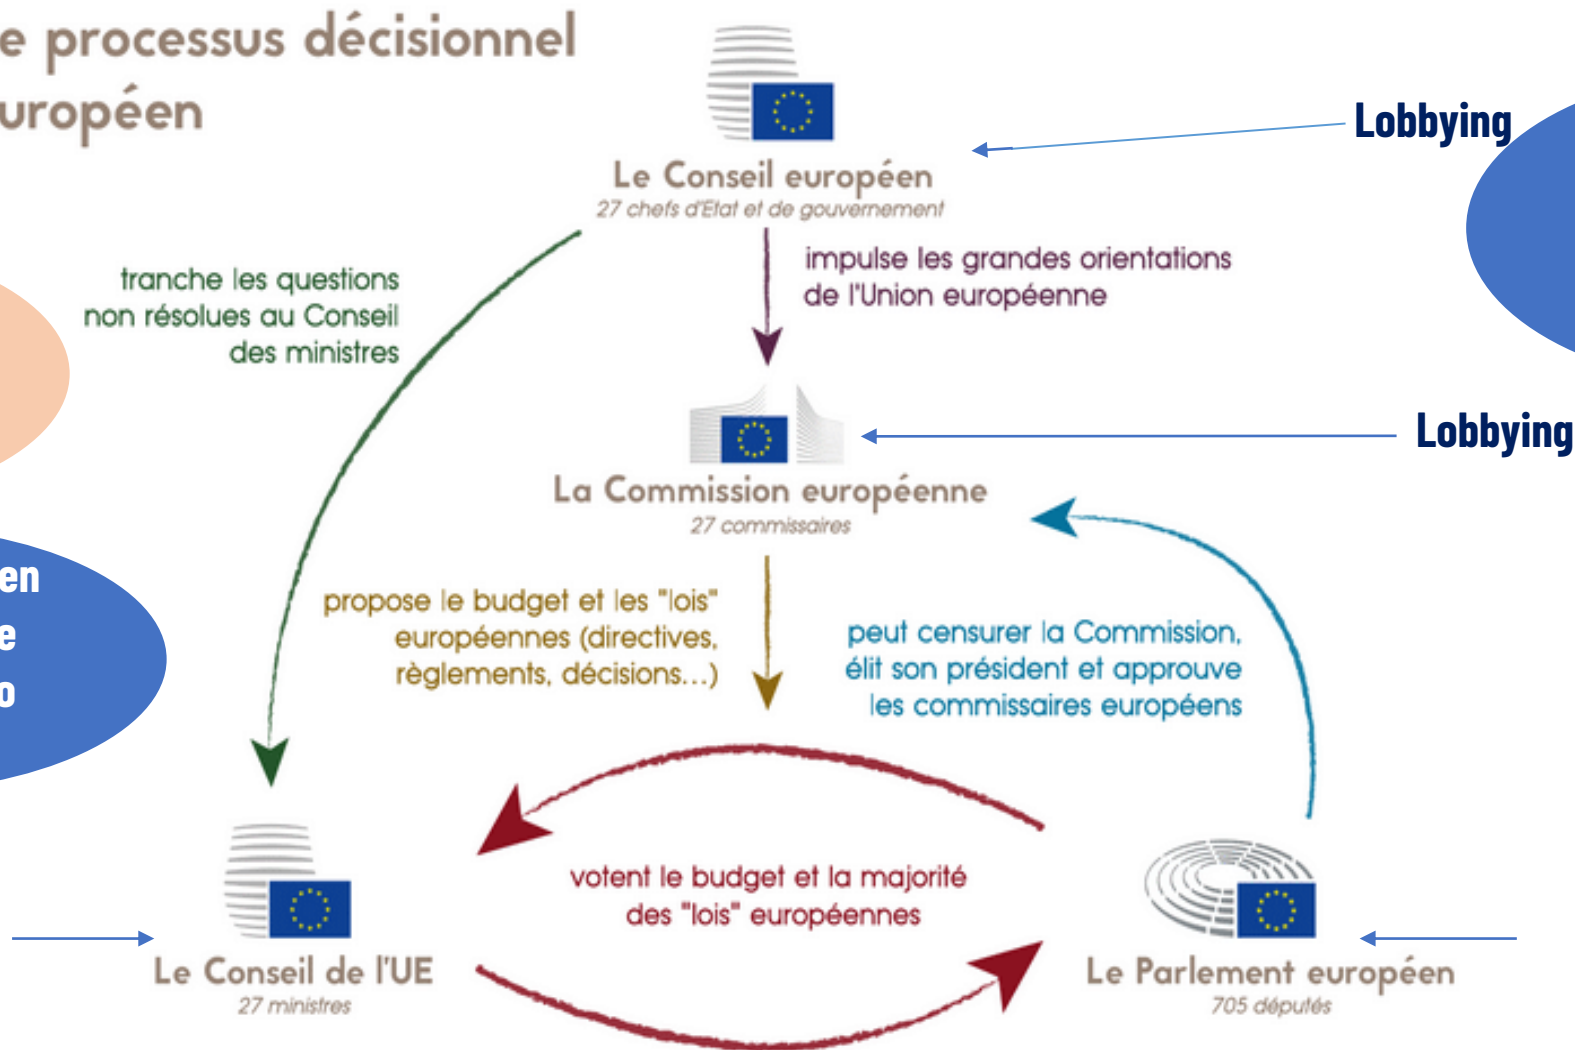 e processus décisionnel
uropéen
Lobbying
Le Conseil européen
27 chefs d'Etat et de gouvernement
tranche les questions
non résolues au Conseil
des ministres
impulse les grandes orientations
de l'Union européenne
Lobbying
La Commission européenne
27 commissaires
en
e
o
propose le budget et les "lois"
européennes (directives,
règlements, décisions...)
peut censurer la Commission,
élit son président et approuve
les commissaires européens
votent le budget et la majorité
des "lois" européennes
Le Conseil de l'UE
27 ministres
Le Parlement européen
705 députés